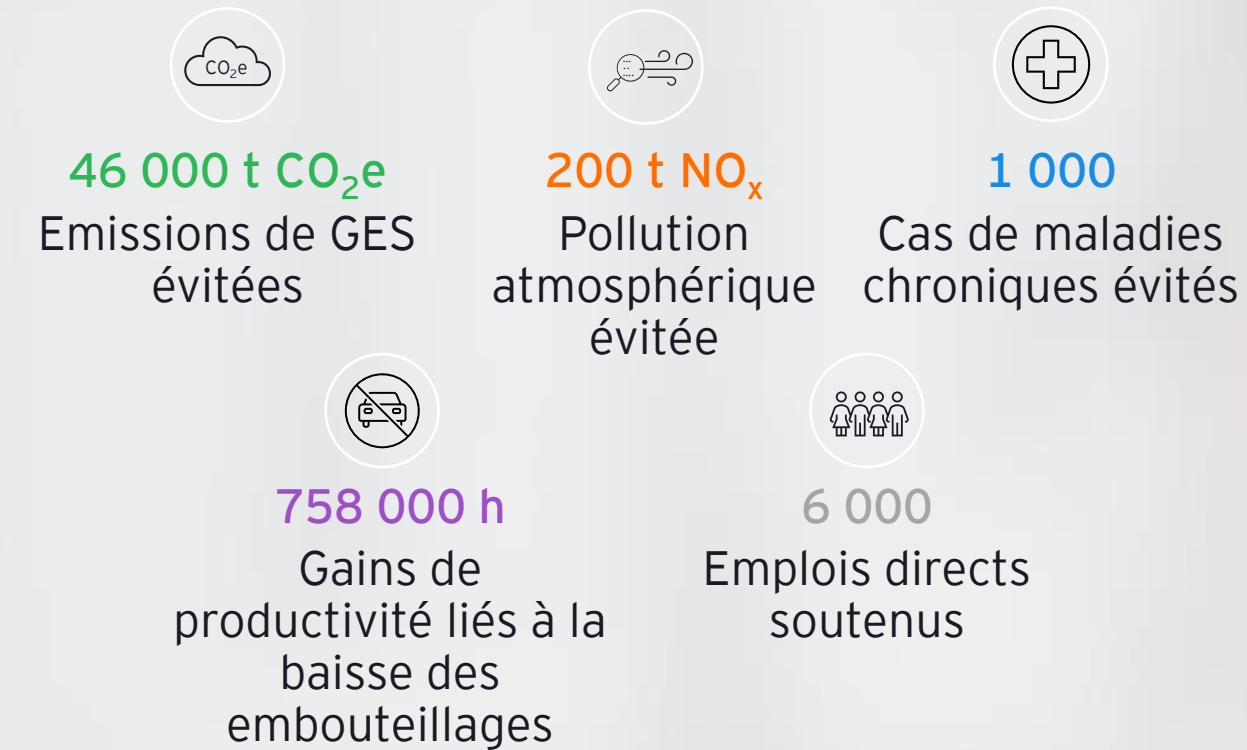 CO₂e
46 000 t CO₂e
Emissions de GES
évitées
200 t NOₓ
Pollution
atmosphérique
évitée
1 000
Cas de maladies
chroniques évités
758 000 h
Gains de
productivité liés à la
baisse des
embouteillages
6 000
Emplois directs
soutenus